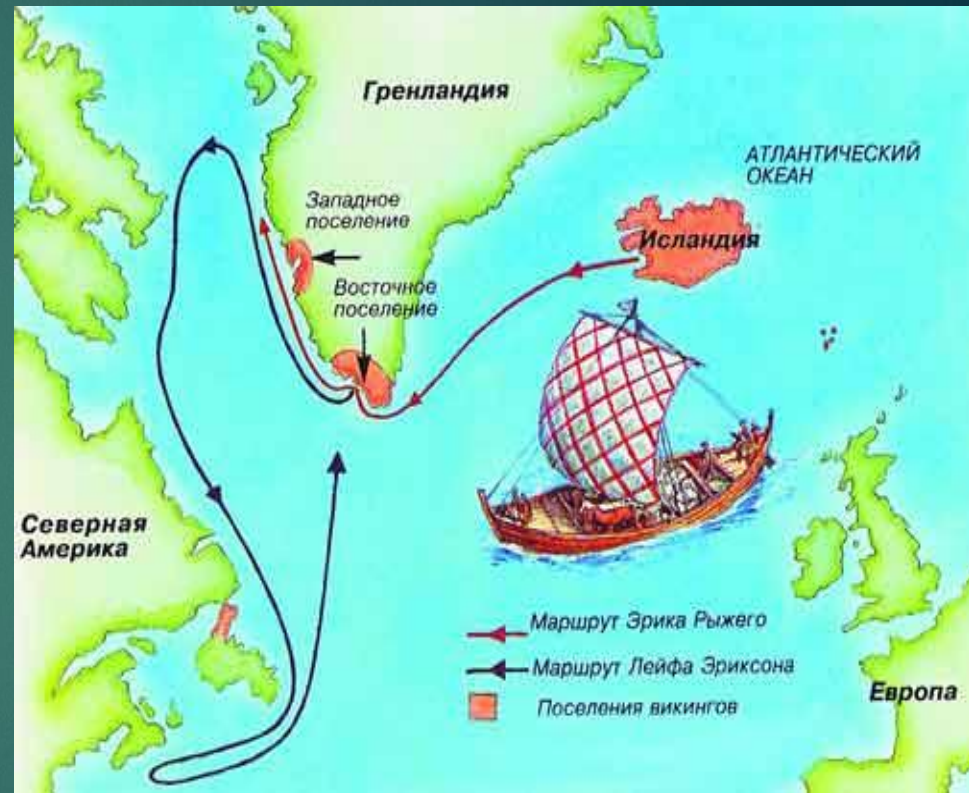 Гренландия
АТЛАНТИЧЕСКИЙ
ОКЕАН
Западное
поселение
Исландия
Восточное
поселение
Северная
Америка
Маршрут Эрика Рыжего
Маршрут Лейфа Эриксона
Европа
Поселения викингов